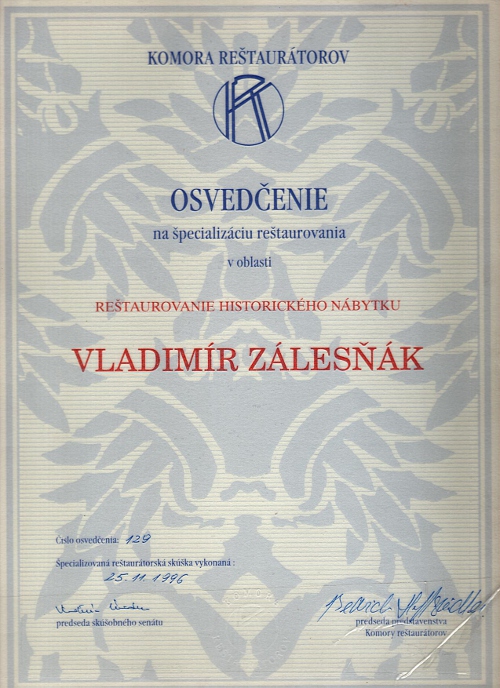 KOMORA REŠTAURÁTOROV
OSVEDČENIE
na špecializáciu reštaurovania
v oblasti
REŠTAUROVANIE HISTORICKÉHO NÁBYTKU
VLADIMÍR ZÁLESŇÁK
Číslo osvedčenia: 129
Špecializovaná reštaurátorská skúška vykonaná :
25.11.1996
predseda skušobného senátu
predseda predstavenstva
Komory reštaurátorov